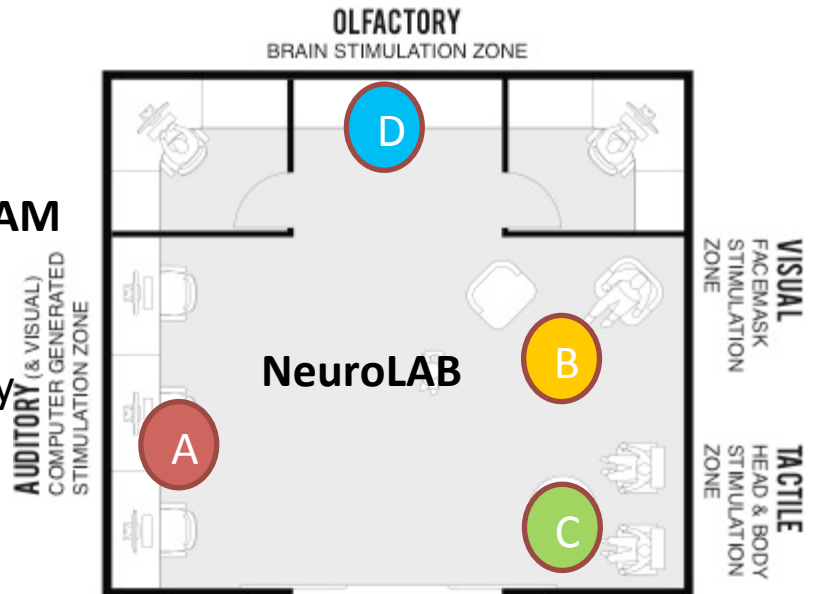 OLFACTORY
BRAIN STIMULATION ZONE
D
AM
AUDITORY (& VISUAL)
COMPUTER GENERATED
STIMULATION ZONE
y
NeuroLAB
A
B
C
VISUAL
FACEMASK
STIMULATION
ZONE
TACTILE
HEAD & BODY
STIMULATION
ZONE